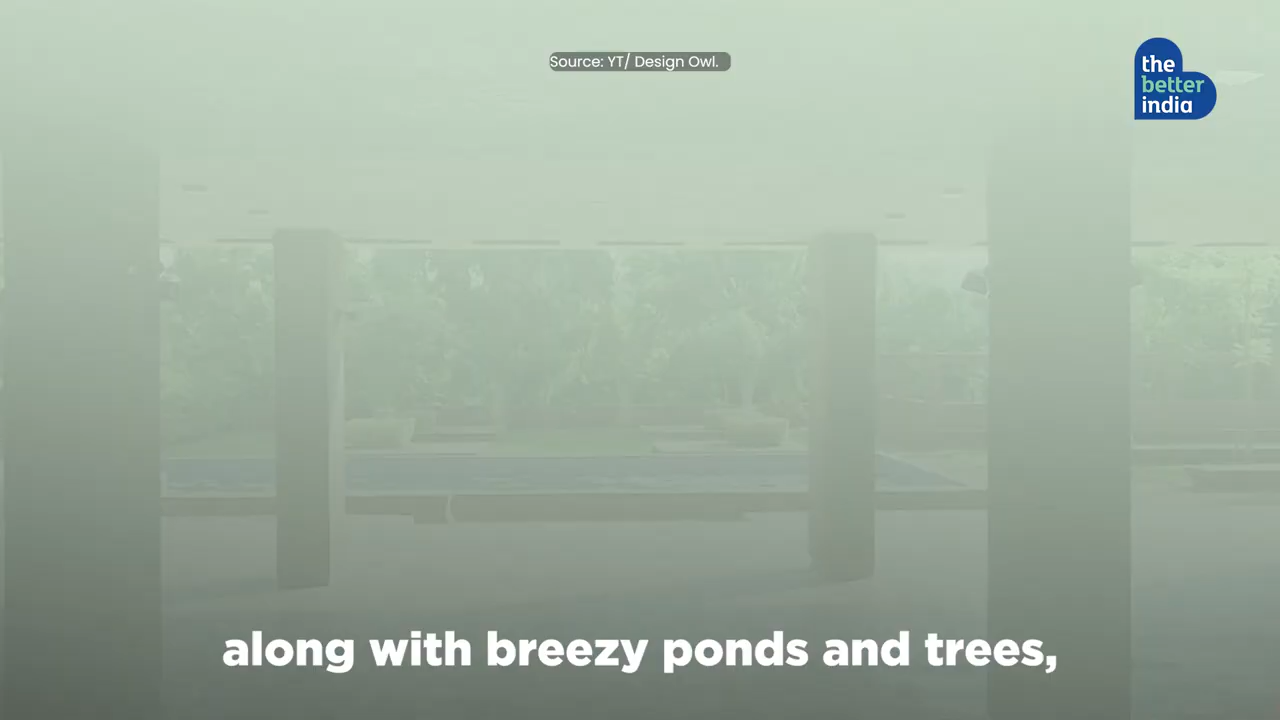 Source: YT/ Design Owl.
the
better
india
along with breezy ponds and trees,